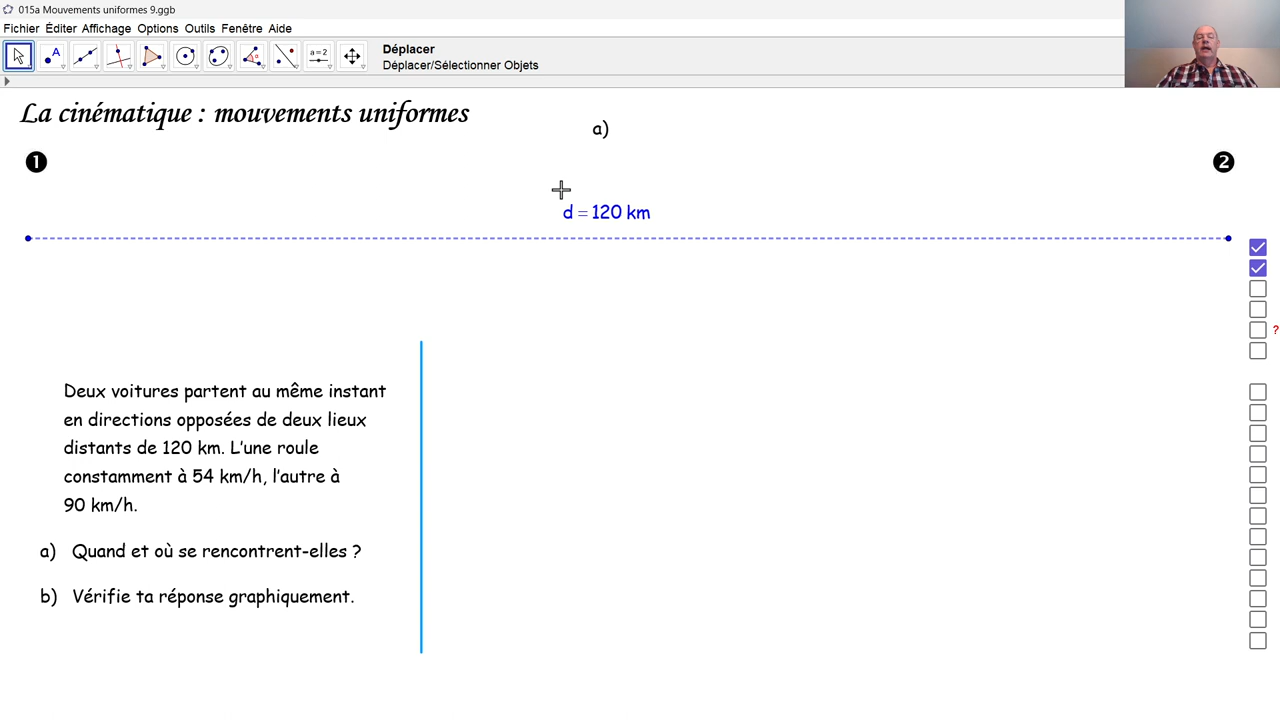 015a Mouvements uniformes 9.ggb
Fichier Éditer Affichage Options Outils Fenêtre Aide
A
a=2
Déplacer
Déplacer/Sélectionner Objets
La cinématique : mouvements uniformes
a)
❶
❷
d = 120 km
?
Deux voitures partent au même instant
en directions opposées de deux lieux
distants de 120 km. L’une roule
constamment à 54 km/h, l’autre à
90 km/h.
a) Quand et où se rencontrent-elles ?
b) Vérifie ta réponse graphiquement.